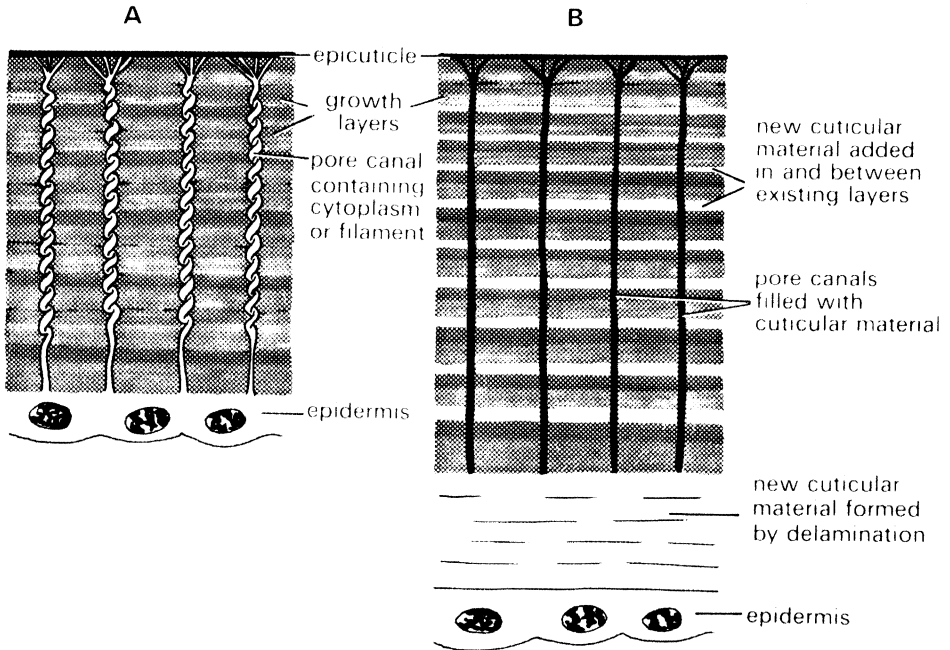 A
B
epicuticle
growth
layers
pore canal
containing
cytoplasm
or filament
epidermis
new cuticular
material added
in and between
existing layers
pore canals
filled with
cuticular material
new cuticular
material formed
by delamination
epidermis